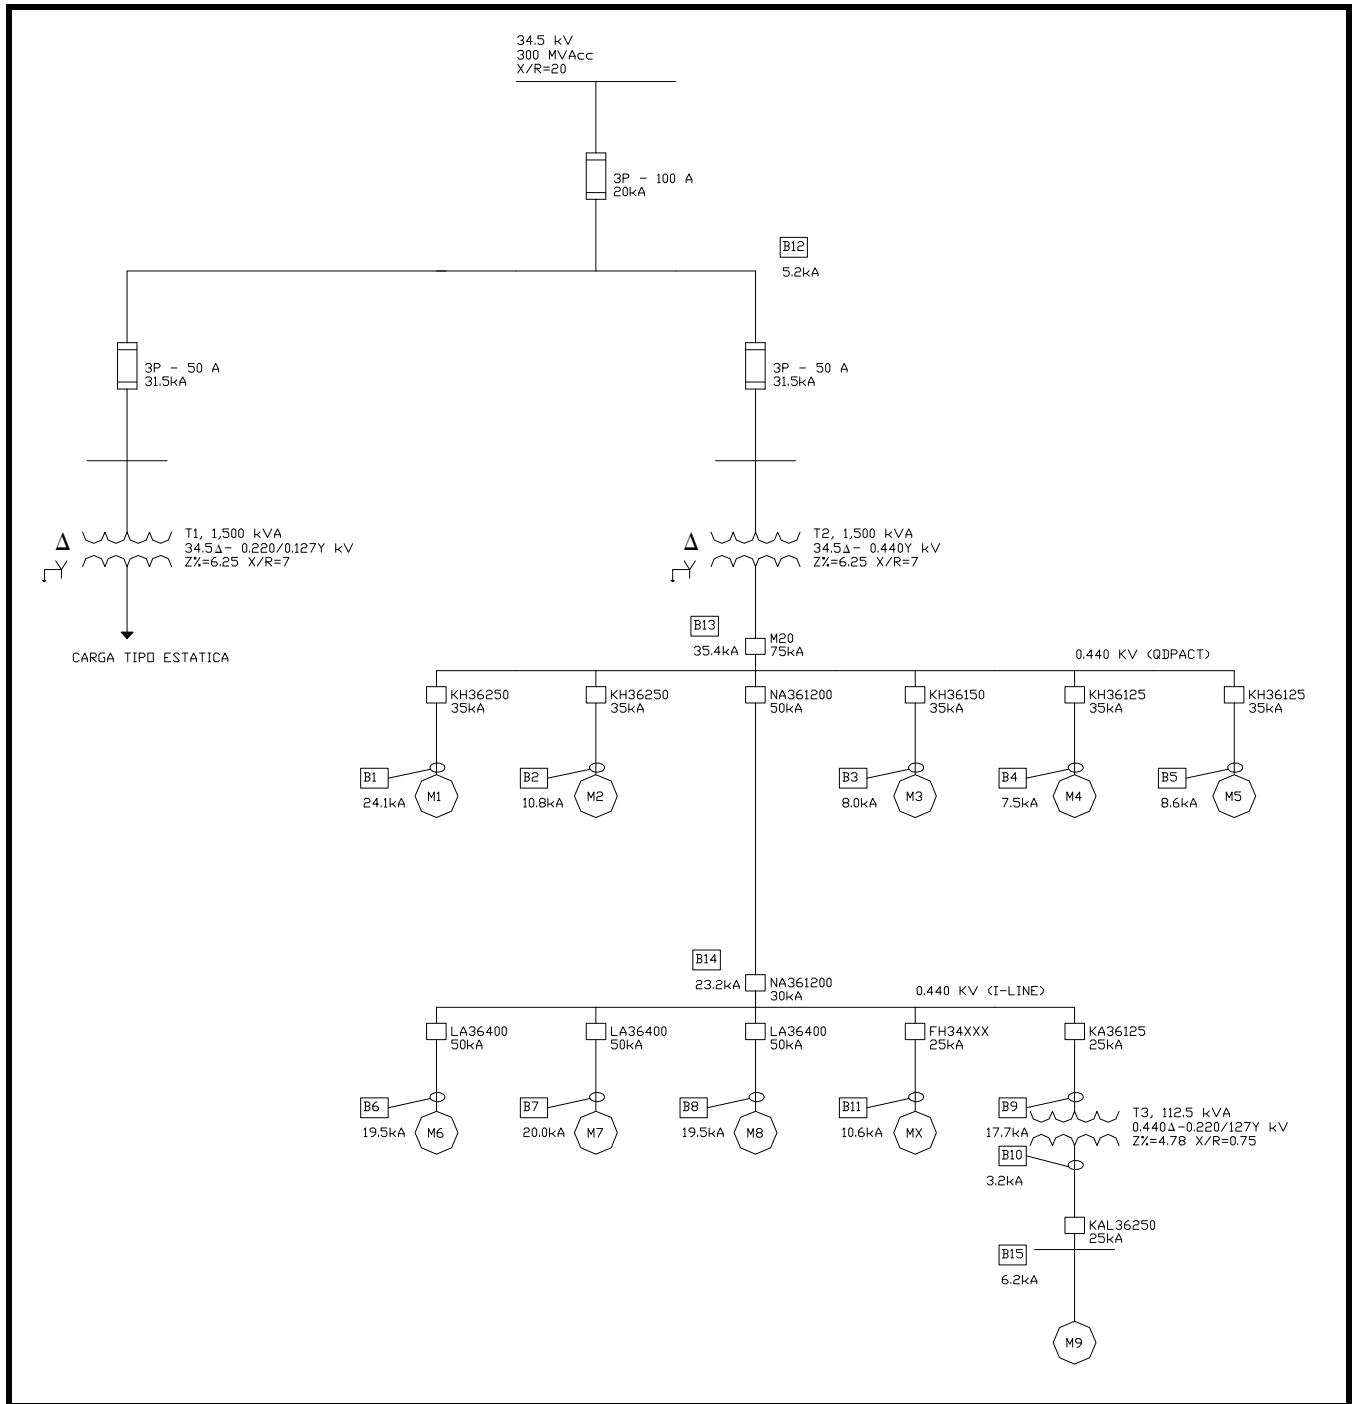 34.5 kV
300 MVAcc
X/R=20
3P - 100 A
20kA
B12
5.2kA
3P - 50 A
31.5kA
3P - 50 A
31.5kA
Δ
T1, 1,500 kVA
34.5Δ- 0.220/0.127Y kV
Z%=6.25 X/R=7
Δ
T2, 1,500 kVA
34.5Δ- 0.440Y kV
Z%=6.25 X/R=7
CARGA TIPO ESTATICA
B13
35.4kA
M20
75kA
0.440 KV (QDPACT)
KH36250
35kA
KH36250
35kA
NA361200
50kA
KH36150
35kA
KH36125
35kA
KH36125
35kA
B1
24.1kA
M1
B2
10.8kA
M2
B3
8.0kA
M3
B4
7.5kA
M4
B5
8.6kA
M5
B14
23.2kA
NA361200
30kA
0.440 KV (I-LINE)
LA36400
50kA
LA36400
50kA
LA36400
50kA
FH34XXX
25kA
KA36125
25kA
B6
19.5kA
M6
B7
20.0kA
M7
B8
19.5kA
M8
B11
10.6kA
MX
B9
17.7kA
T3, 112.5 kVA
0.440Δ-0.220/127Y kV
Z%=4.78 X/R=0.75
B10
3.2kA
KAL36250
25kA
B15
6.2kA
M9